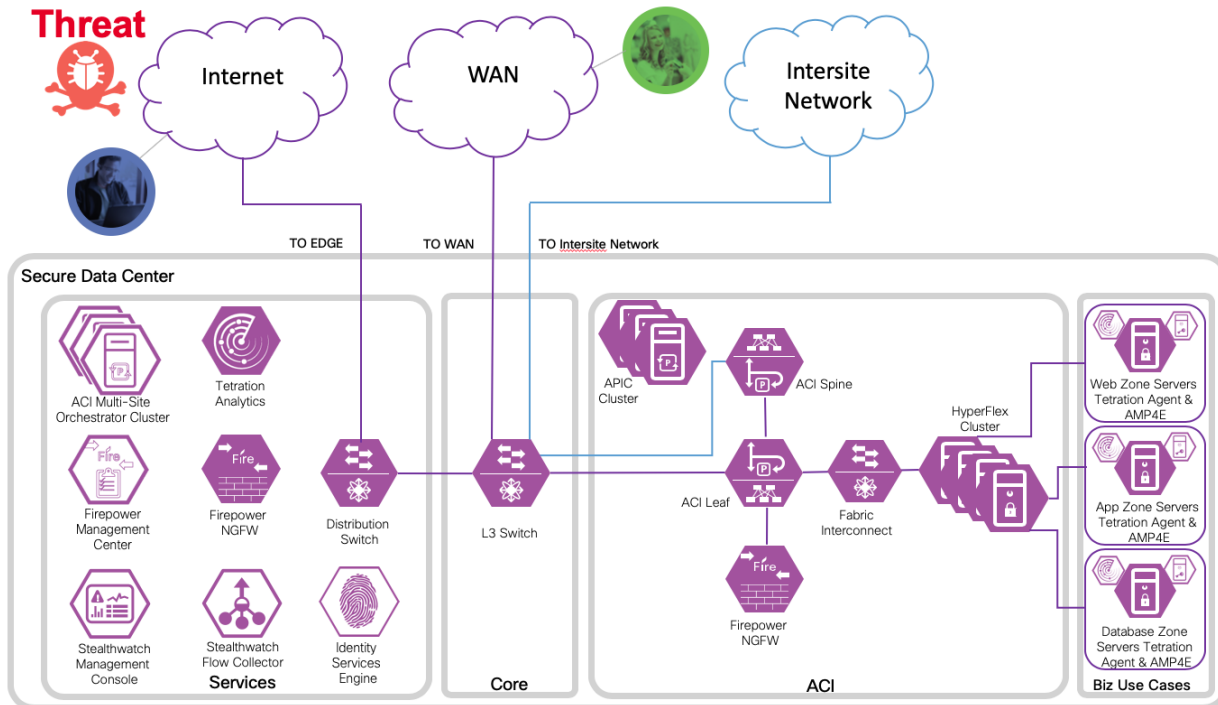 Threat
Internet
WAN
Intersite
Network
TO EDGE
TO WAN
TO Intersite Network
Secure Data Center
ACI Multi-Site
Orchestrator Cluster
Tetration
Analytics
Firepower
Management
Center
Fire
Firepower
NGFW
Fire
Distribution
Switch
Stealthwatch
Management
Console
Stealthwatch
Flow Collector
Identity
Services
Engine
Services
L3 Switch
Core
APIC
Cluster
P
P
ACI Spine
P
ACI Leaf
P
Fabric
Interconnect
HyperFlex
Cluster
Fire
Firepower
NGFW
ACI
Web Zone Servers
Tetration Agent &
AMP4E
App Zone Servers
Tetration Agent &
AMP4E
Database Zone
Servers Tetration
Agent & AMP4E
Biz Use Cases